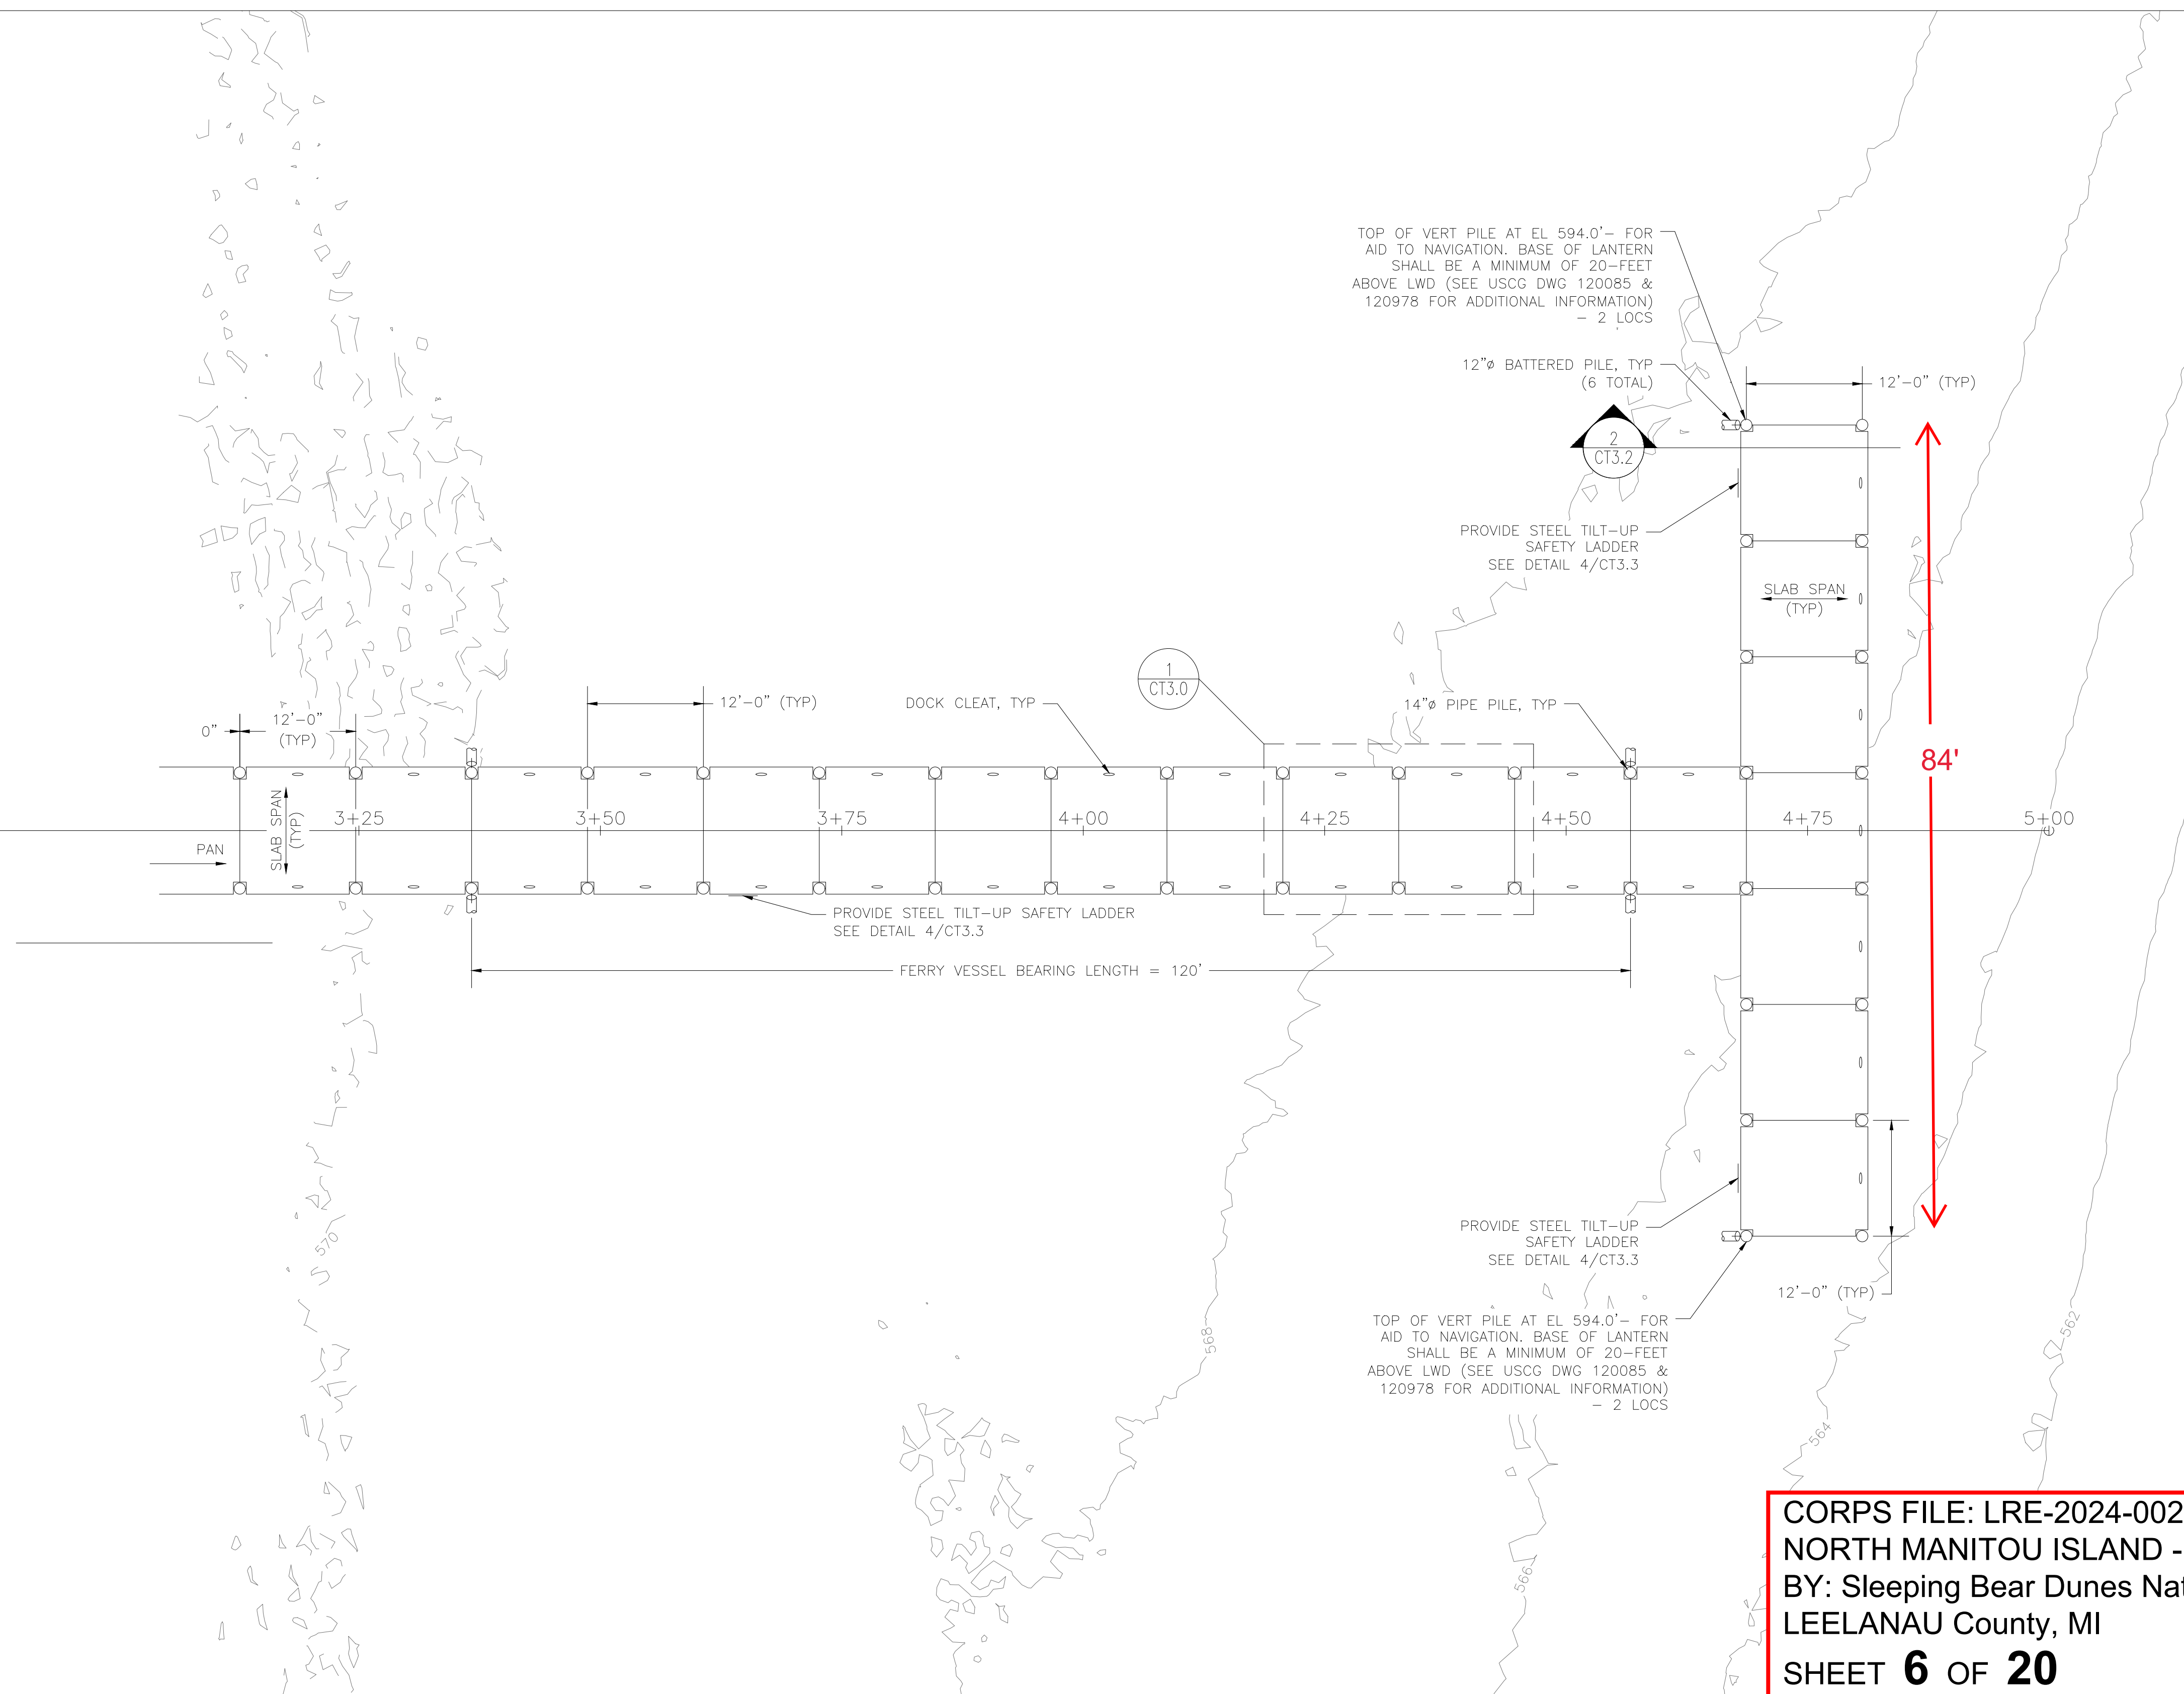 TOP OF VERT PILE AT EL 594.0'– FOR
AID TO NAVIGATION. BASE OF LANTERN
SHALL BE A MINIMUM OF 20–FEET
ABOVE LWD (SEE USCG DWG 120085 &
120978 FOR ADDITIONAL INFORMATION)
– 2 LOCS
12"ø BATTERED PILE, TYP
(6 TOTAL)
12'–0" (TYP)
2
CT3.2
PROVIDE STEEL TILT–UP
SAFETY LADDER
SEE DETAIL 4/CT3.3
SLAB SPAN
(TYP)
84'
1
CT3.0
0"
12'–0"
(TYP)
12'–0" (TYP)
DOCK CLEAT, TYP
14"ø PIPE PILE, TYP
PAN
SLAB SPAN
(TYP)
3+25
3+50
3+75
4+00
4+25
4+50
4+75
5+00
PROVIDE STEEL TILT–UP SAFETY LADDER
SEE DETAIL 4/CT3.3
FERRY VESSEL BEARING LENGTH = 120'
PROVIDE STEEL TILT–UP
SAFETY LADDER
SEE DETAIL 4/CT3.3
12'–0" (TYP)
TOP OF VERT PILE AT EL 594.0'– FOR
AID TO NAVIGATION. BASE OF LANTERN
SHALL BE A MINIMUM OF 20–FEET
ABOVE LWD (SEE USCG DWG 120085 &
120978 FOR ADDITIONAL INFORMATION)
– 2 LOCS
570
568
566
564
562
CORPS FILE: LRE-2024-002
NORTH MANITOU ISLAND -
BY: Sleeping Bear Dunes Nat
LEELANAU County, MI
SHEET 6 OF 20